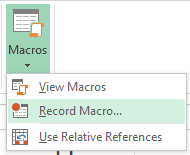 Macros
View Macros
Record Macro...
Use Relative References